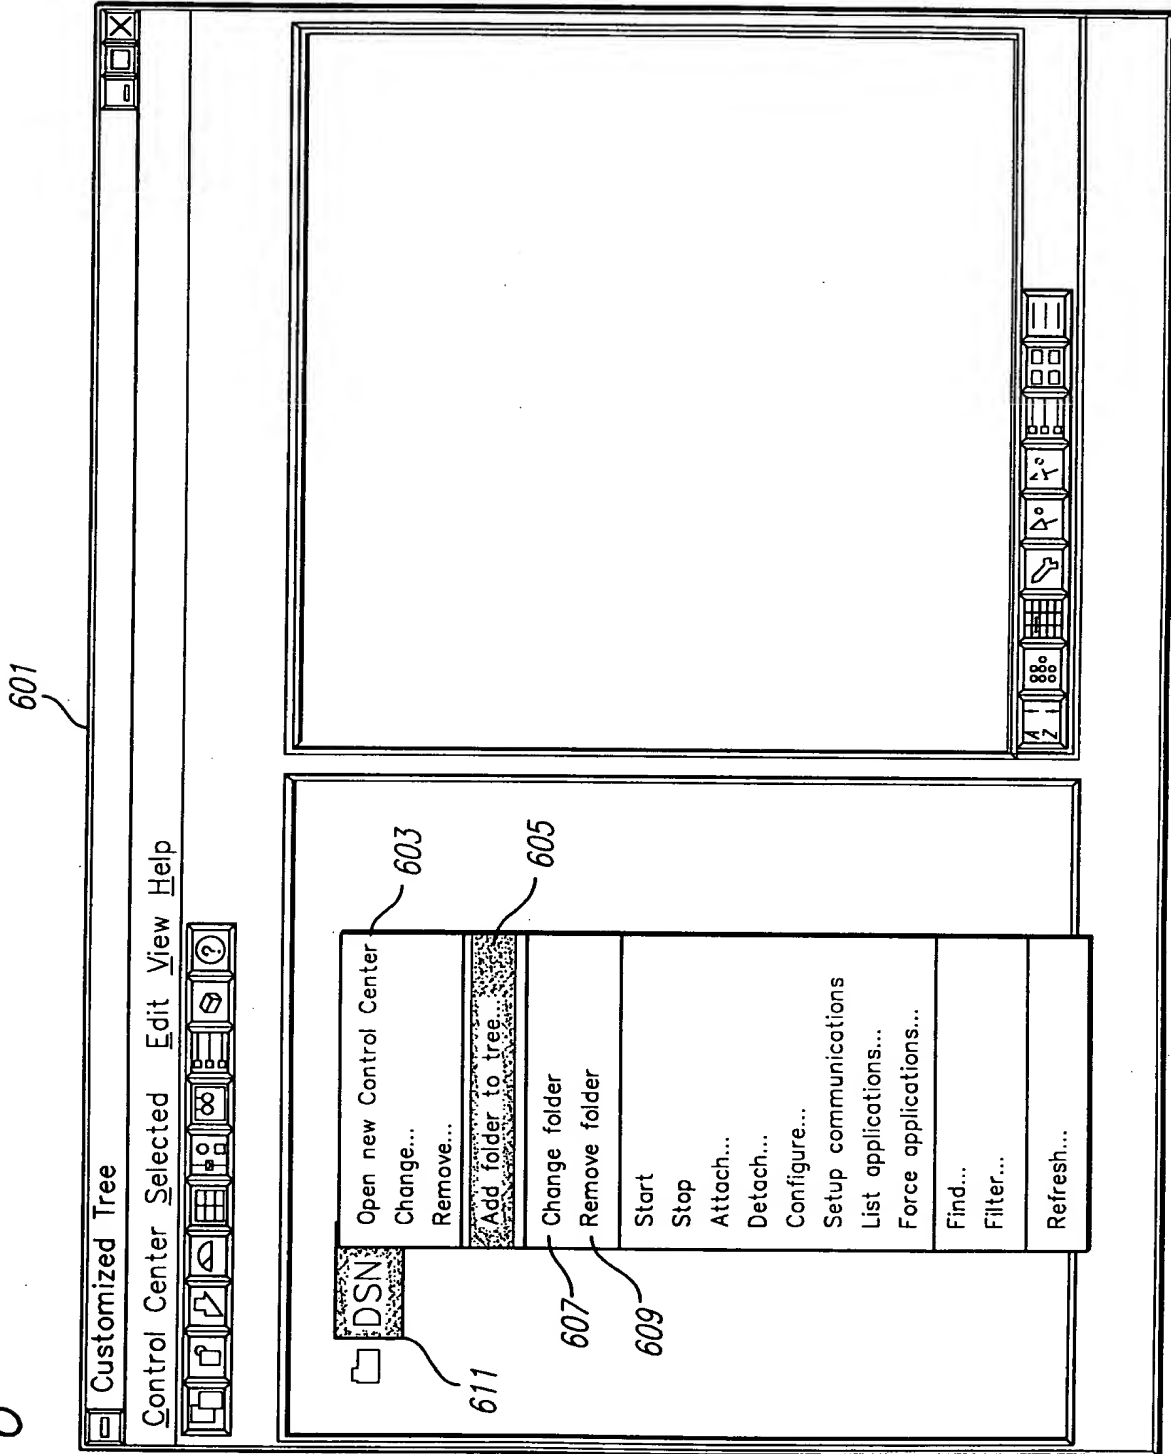 601
Customized Tree
Control Center Selected Edit View Help
DSN
Open new Control Center
Change...
Remove...
Add folder to tree...
Change folder
Remove folder
Start
Stop
Attach...
Detach...
Configure...
Setup communications
List applications...
Force applications...
Find...
Filter...
Refresh...
603
605
607
609
611
A
Z